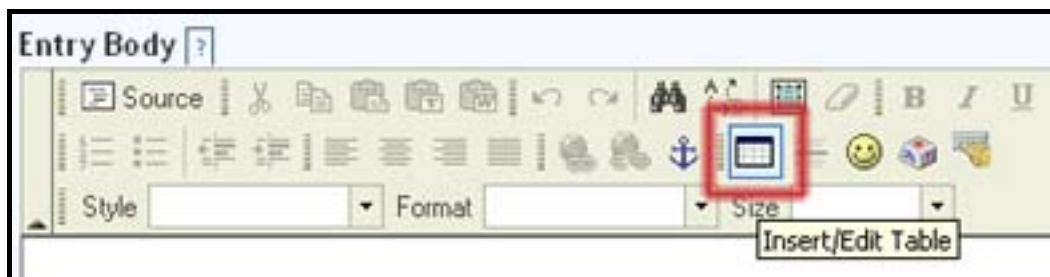 Entry Body ?
Source B I U
Style Format Size
Insert/Edit Table